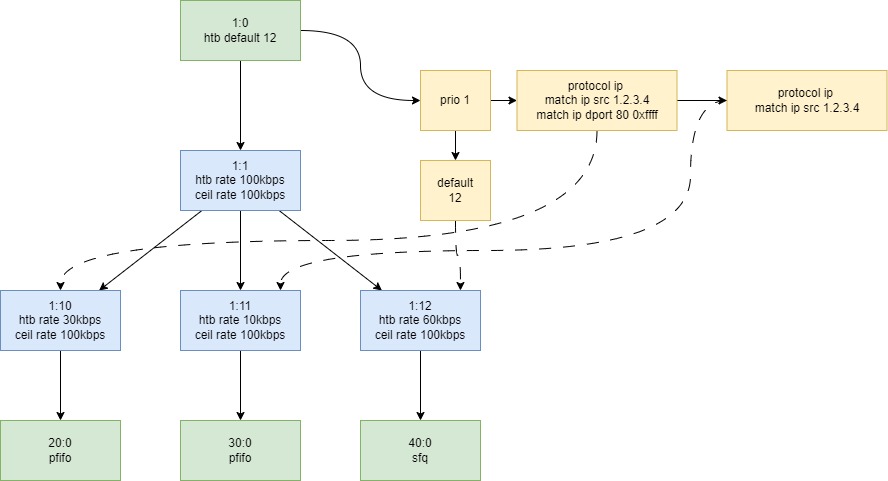 1:0
htb default 12
prio 1
protocol ip
match ip src 1.2.3.4
match ip dport 80 0xffff
protocol ip
match ip src 1.2.3.4
1:1
htb rate 100kbps
ceil rate 100kbps
default
12
1:10
htb rate 30kbps
ceil rate 100kbps
1:11
htb rate 10kbps
ceil rate 100kbps
1:12
htb rate 60kbps
ceil rate 100kbps
20:0
pfifo
30:0
pfifo
40:0
sfq